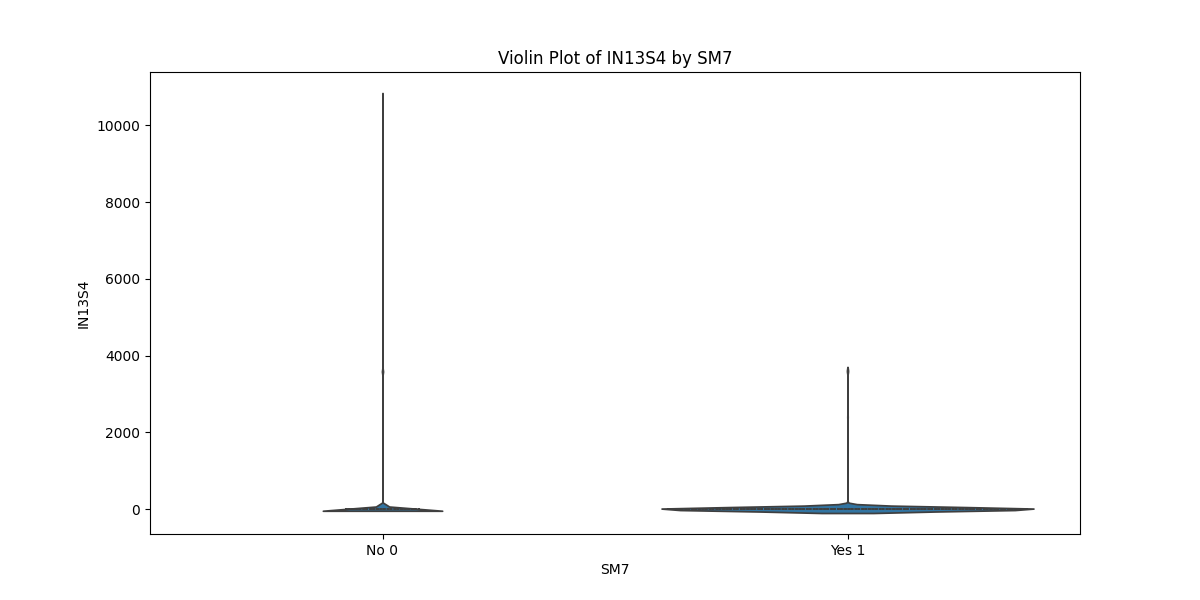 Violin Plot of IN13S4 by SM7
IN13S4
10000
8000
6000
4000
2000
0
No 0
Yes 1
SM7